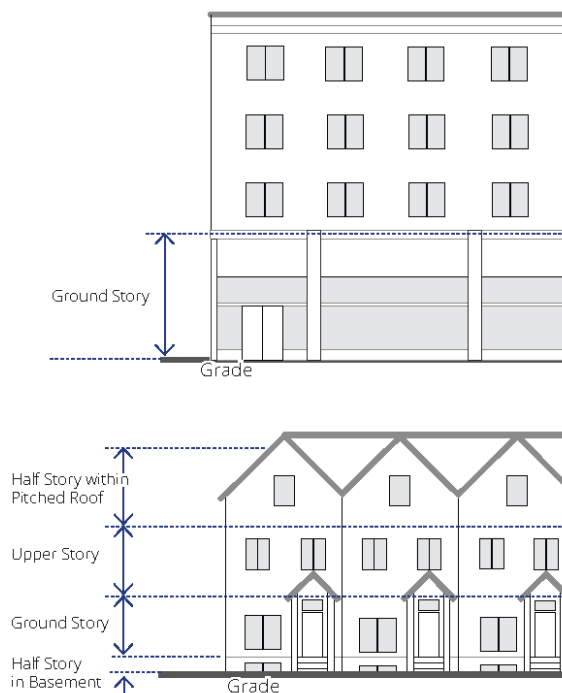 Ground Story
Grade
Half Story within
Pitched Roof
Upper Story
Ground Story
Half Story
in Basement
Grade